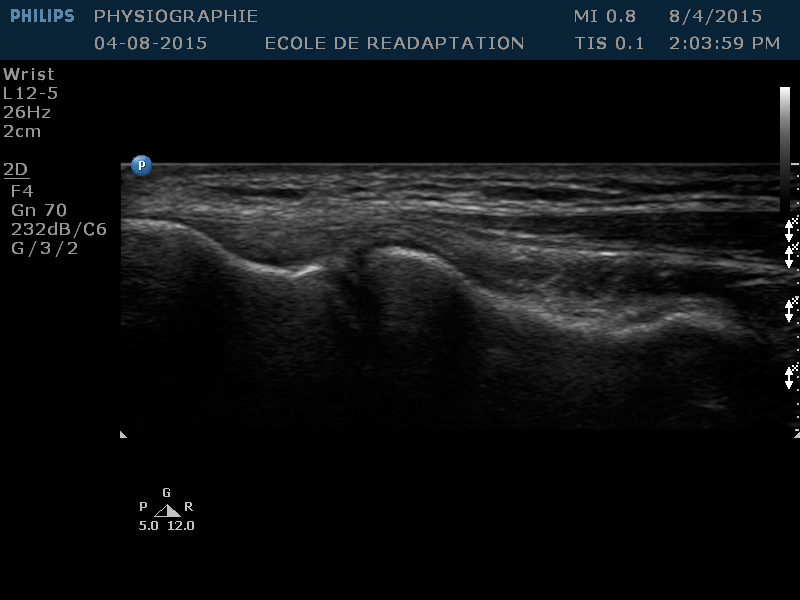 PHILIPS PHYSIOGRAPHIE MI 0.8 8/4/2015
04-08-2015 ECOLE DE READAPTATION TIS 0.1 2:03:59 PM
Wrist
L12-5
26Hz
2cm
2D
F4
Gn 70
232dB/C6
G/3/2
P
G
P R
5.0 12.0